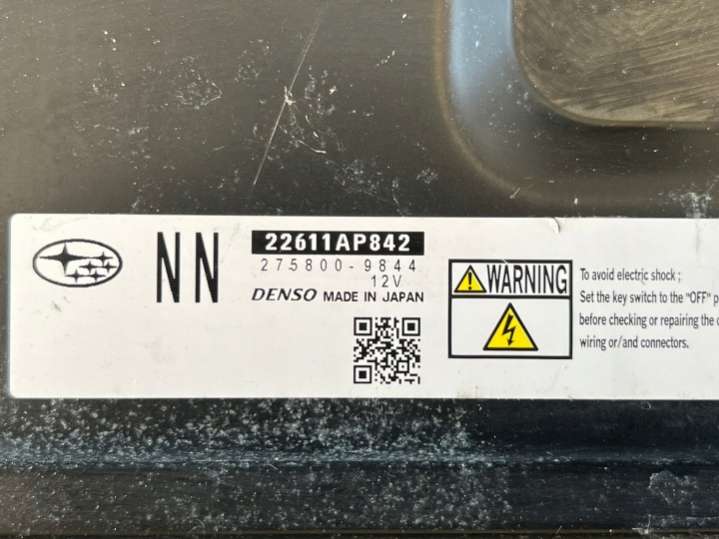 NN
22611AP842
275800-9844
12V
DENSO MADE IN JAPAN
WARNING
To avoid electric shock ;
Set the key switch to the "OFF" p
before checking or repairing the
wiring or/and connectors.